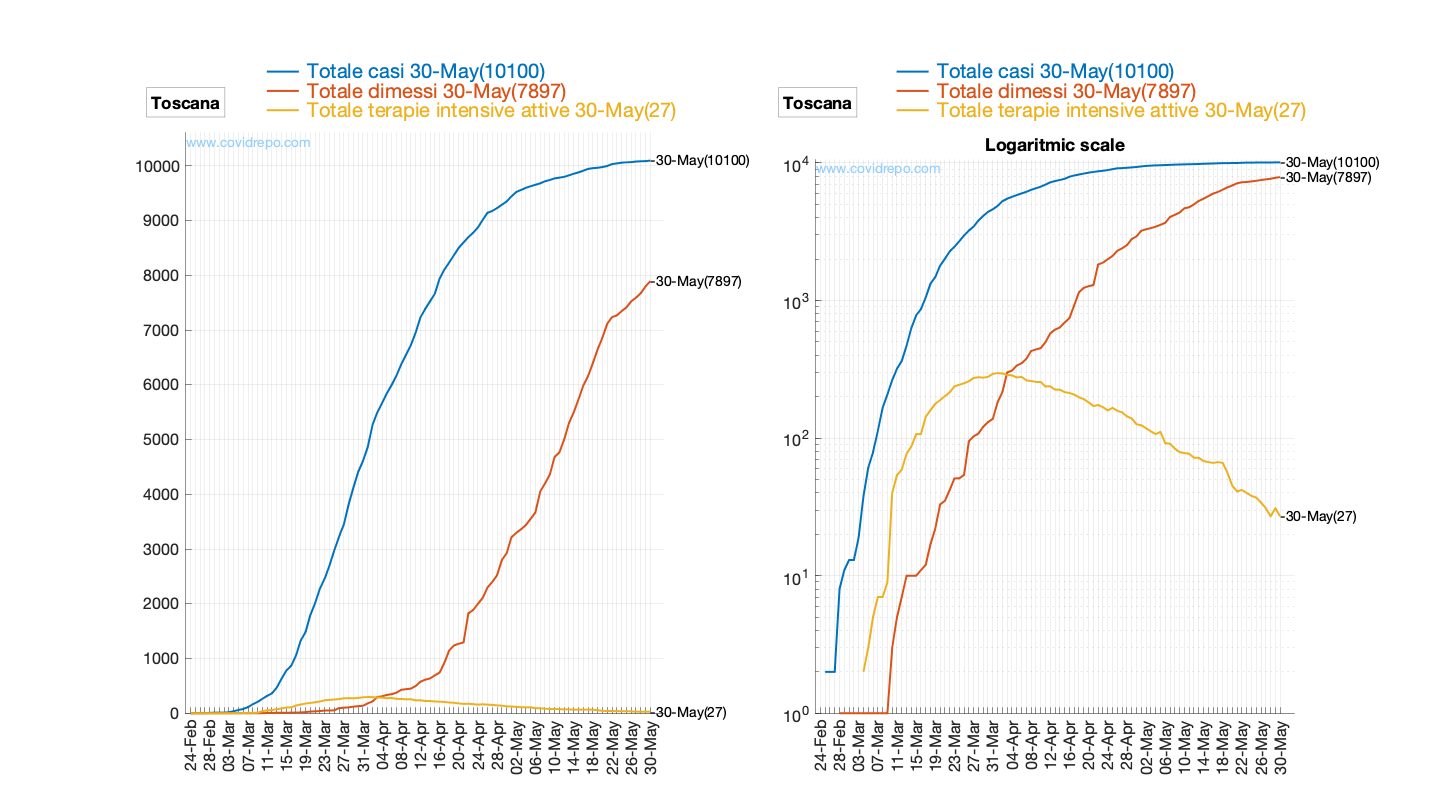 Totale casi 30-May(10100)
Totale dimessi 30-May(7897)
Totale terapie intensive attive 30-May(27)
Toscana
www.covidrepo.com
10000
9000
8000
7000
6000
5000
4000
3000
2000
1000
0
30-May(10100)
30-May(7897)
30-May(27)
24-Feb
28-Feb
03-Mar
07-Mar
11-Mar
15-Mar
19-Mar
23-Mar
27-Mar
31-Mar
04-Apr
08-Apr
12-Apr
16-Apr
20-Apr
24-Apr
28-Apr
02-May
06-May
10-May
14-May
18-May
22-May
26-May
30-May
Totale casi 30-May(10100)
Totale dimessi 30-May(7897)
Totale terapie intensive attive 30-May(27)
Toscana
Logaritmic scale
www.covidrepo.com
10^4
10^3
10^2
10^1
10^0
30-May(10100)
30-May(7897)
30-May(27)
24-Feb
28-Feb
03-Mar
07-Mar
11-Mar
15-Mar
19-Mar
23-Mar
27-Mar
31-Mar
04-Apr
08-Apr
12-Apr
16-Apr
20-Apr
24-Apr
28-Apr
02-May
06-May
10-May
14-May
18-May
22-May
26-May
30-May